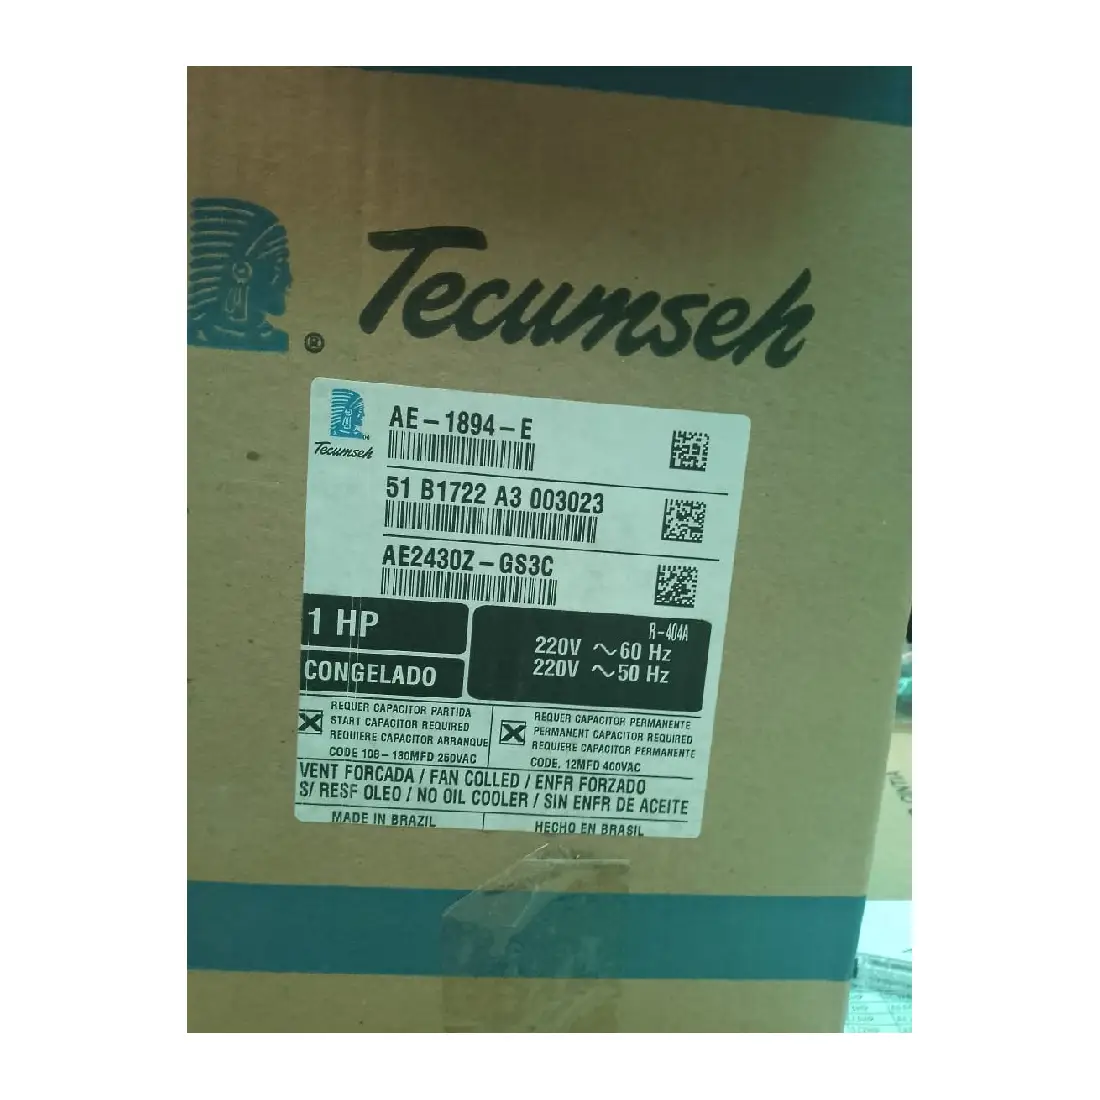 Tecumseh
®
AE-1894-E
Tecumseh
51 B1722 A3 003023
AE2430Z-GS3C
1 HP
CONGELADO
R-404A
220V ~60 Hz
220V ~50 Hz
REQUER CAPACITOR PARTIDA
START CAPACITOR REQUIRED
REQUIERE CAPACITOR ARRANQUE
CODE 108-130MFD 250VAC
REQUER CAPACITOR PERMANENTE
PERMANENT CAPACITOR REQUIRED
REQUIERE CAPACITOR PERMANENTE
CODE, 12MFD 400VAC
VENT FORCADA / FAN COLLED / ENFR FORZADO
S/ RESF OLEO / NO OIL COOLER / SIN ENFR DE ACEITE
MADE IN BRAZIL
HECHO EN BRASIL